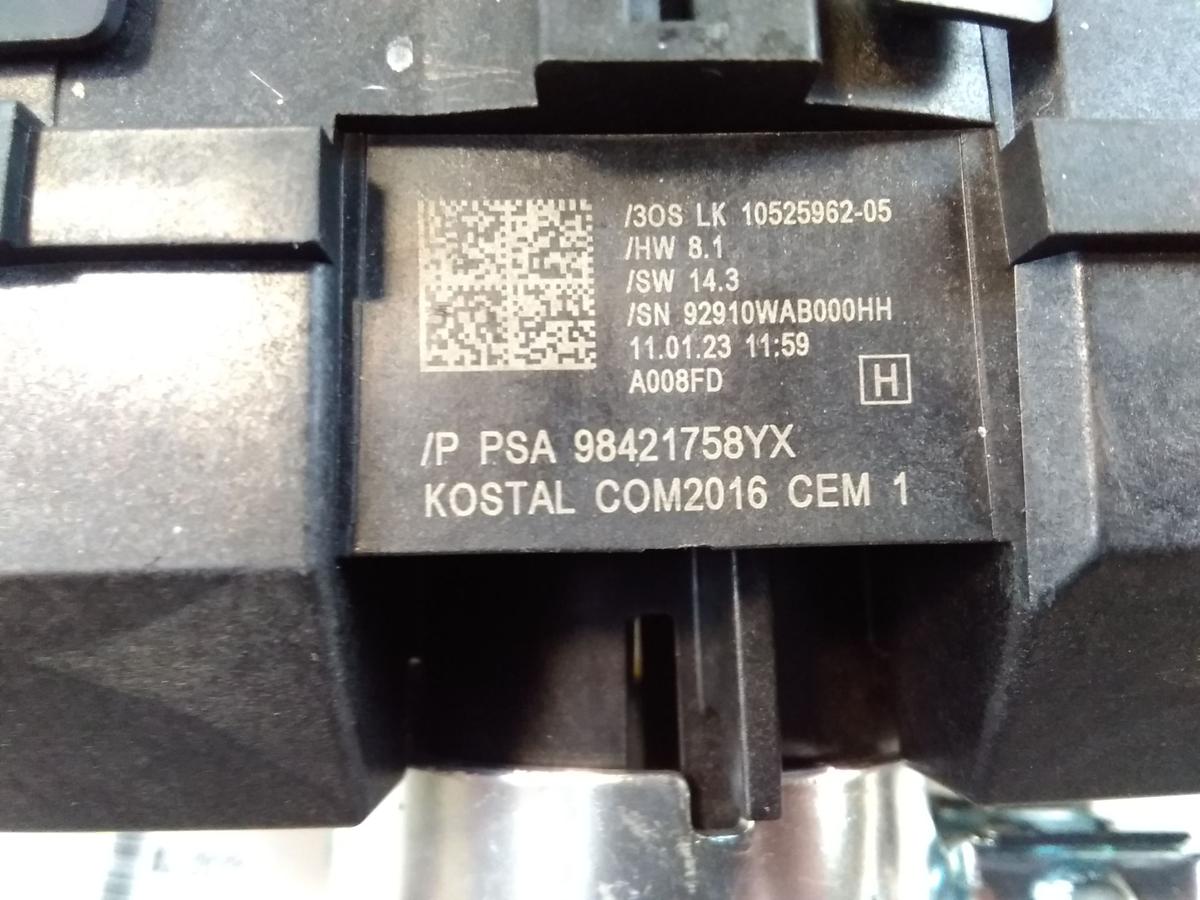 /3OS LK 10525962-05
/HW 8.1
/SW 14.3
/SN 92910WAB000HH
11.01.23 11:59
A008FD
H
/P PSA 98421758YX
KOSTAL COM2016 CEM 1